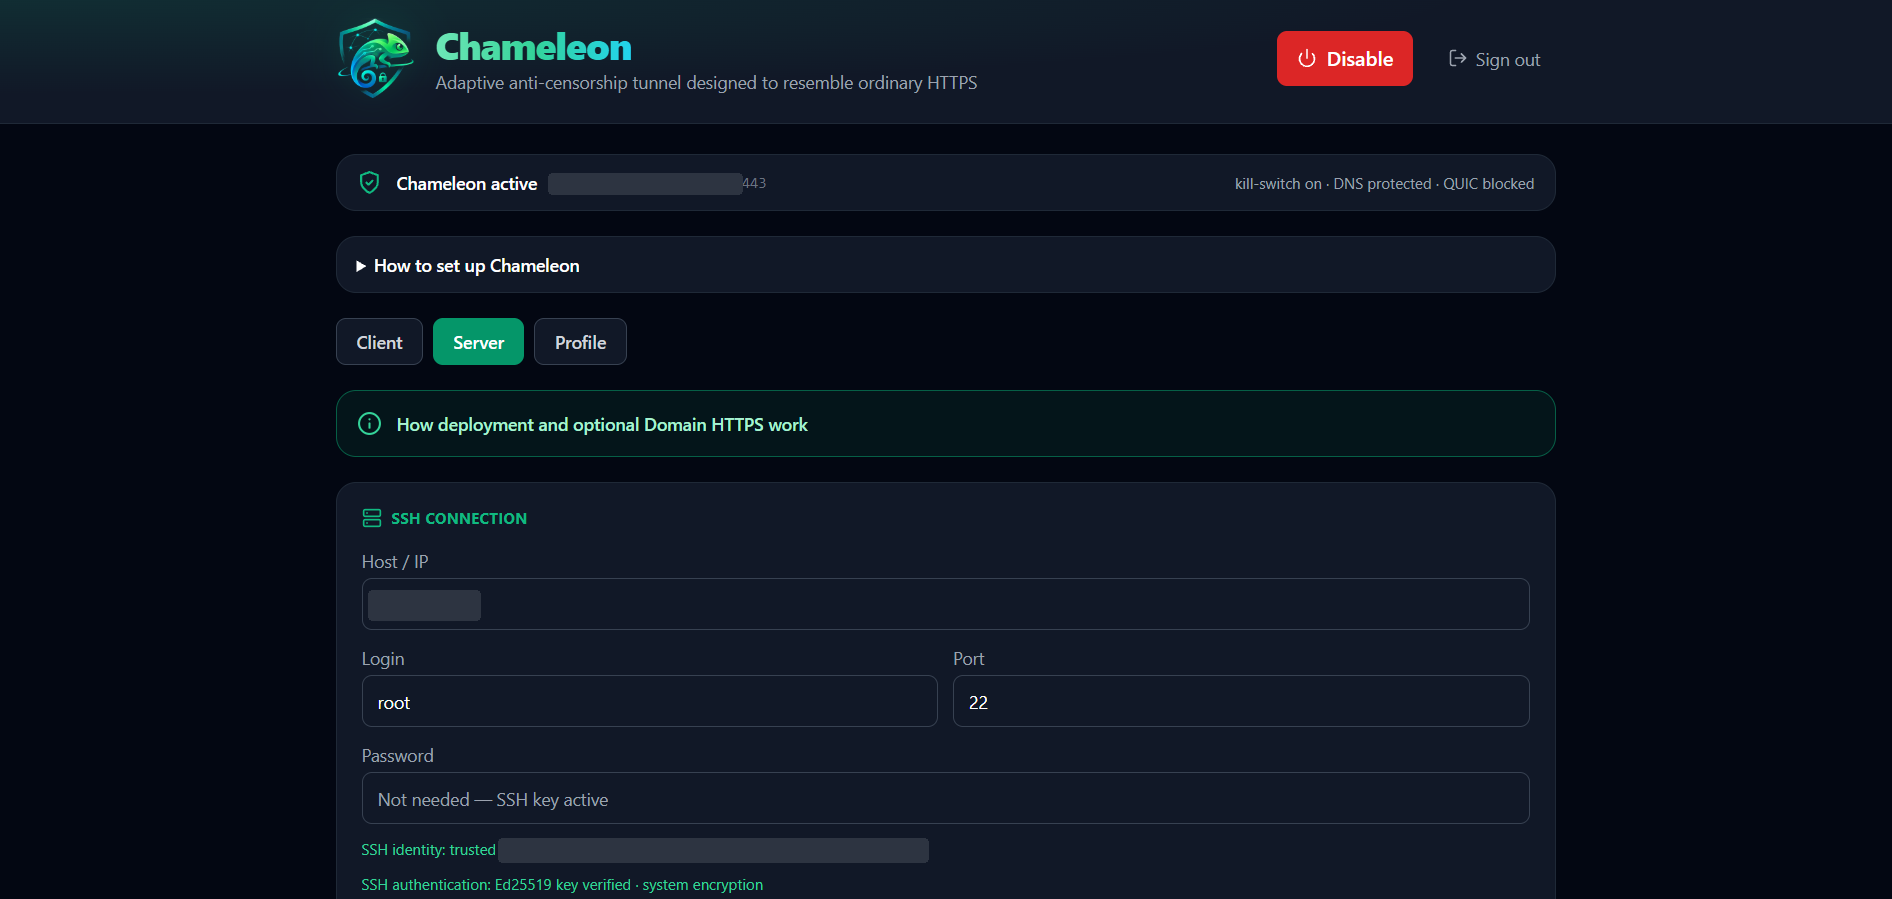 Chameleon
Adaptive anti-censorship tunnel designed to resemble ordinary HTTPS
Disable
Sign out
Chameleon active 443
kill-switch on · DNS protected · QUIC blocked
How to set up Chameleon
Client Server Profile
How deployment and optional Domain HTTPS work
SSH CONNECTION
Host / IP
Login Port
root 22
Password
Not needed — SSH key active
SSH identity: trusted
SSH authentication: Ed25519 key verified · system encryption